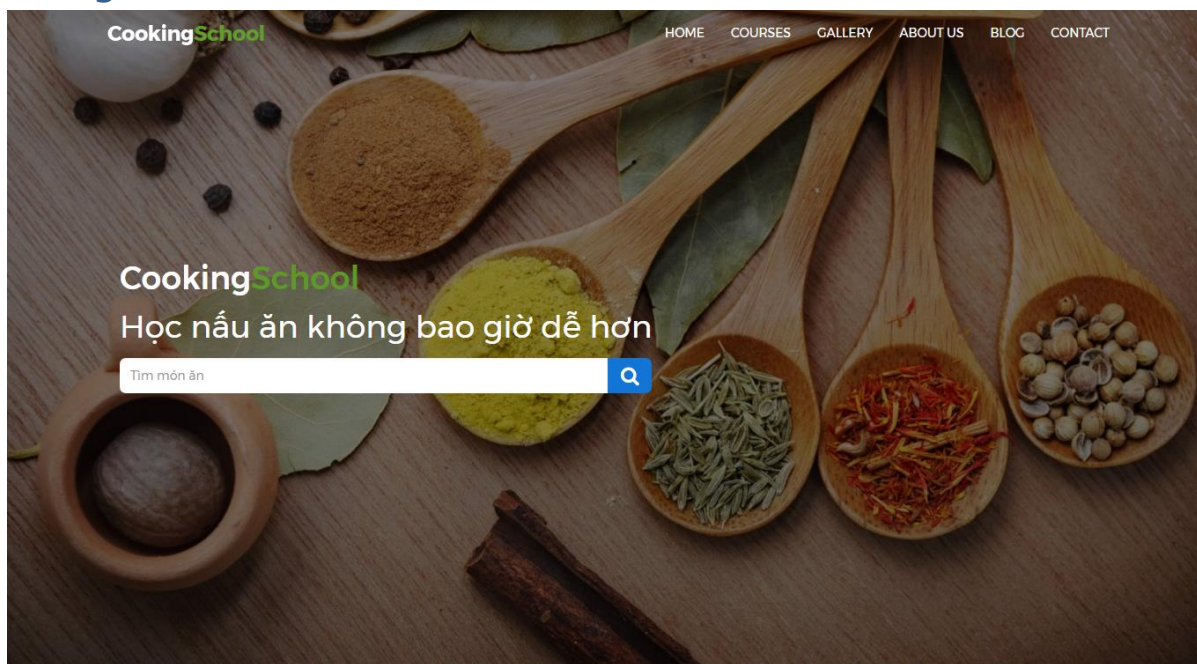 CookingSchool
HOME COURSES GALLERY ABOUT US BLOG CONTACT
CookingSchool
Học nấu ăn không bao giờ dễ hơn
Tìm món ăn